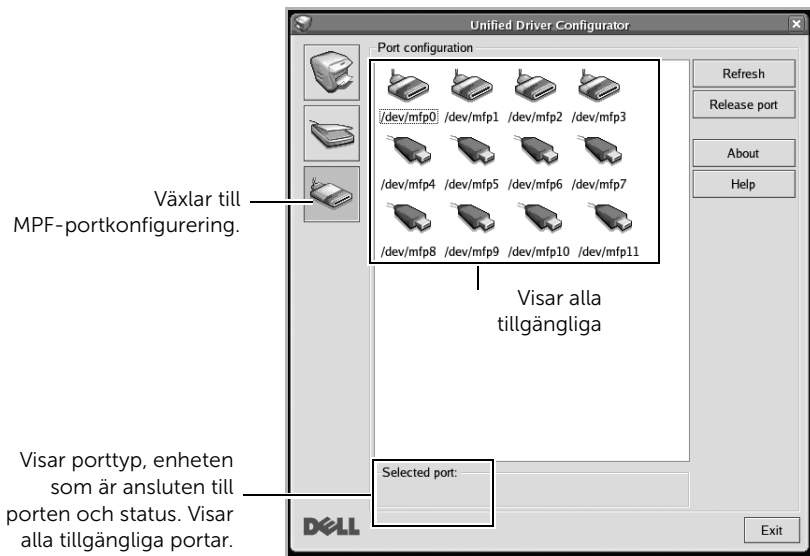 Unified Driver Configurator
Port configuration
/dev/mfp0 /dev/mfp1 /dev/mfp2 /dev/mfp3
/dev/mfp4 /dev/mfp5 /dev/mfp6 /dev/mfp7
/dev/mfp8 /dev/mfp9 /dev/mfp10 /dev/mfp11
Refresh
Release port
About
Help
Växlar till
MPF-portkonfigurering.
Visar alla
tillgängliga
Visar porttyp, enheten
som är ansluten till
porten och status. Visar
alla tillgängliga portar.
Selected port:
DELL
Exit